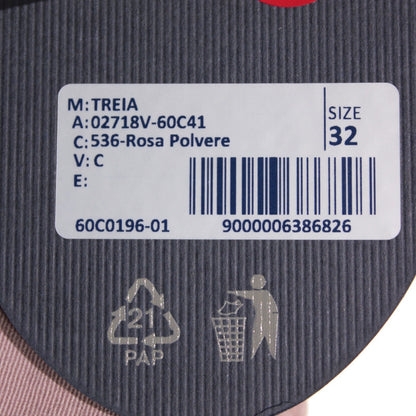 M: TREIA
A: 02718V-60C41
C: 536-Rosa Polvere
V: C
E:
SIZE
32
60C0196-01
9000006386826
21
PAP